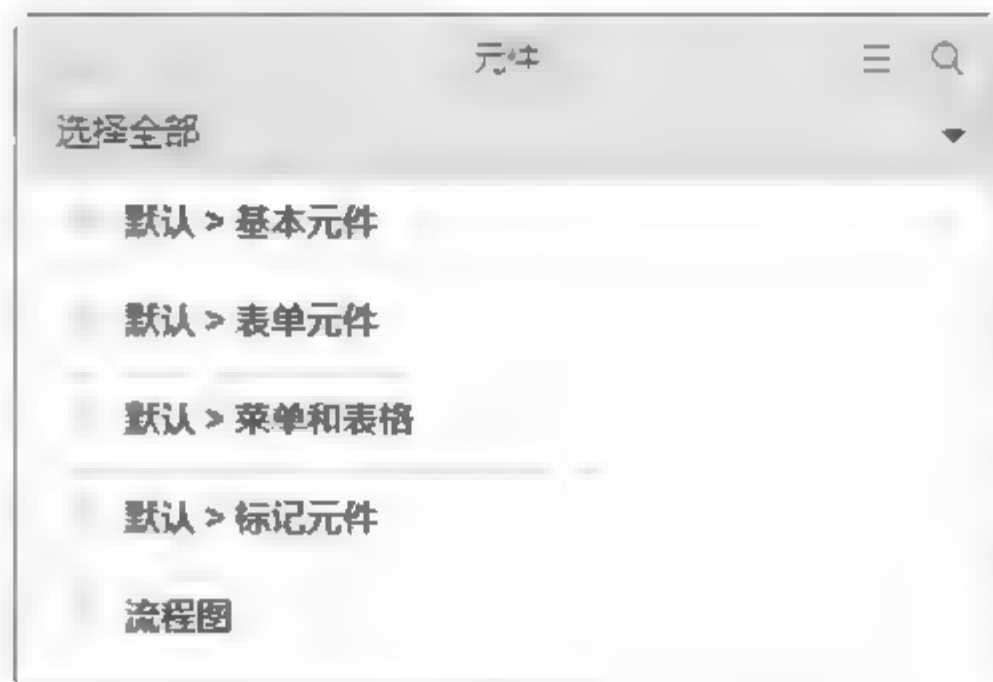 元件
选择全部
默认 > 基本元件
默认 > 表单元件
默认 > 菜单和表格
默认 > 标记元件
流程图